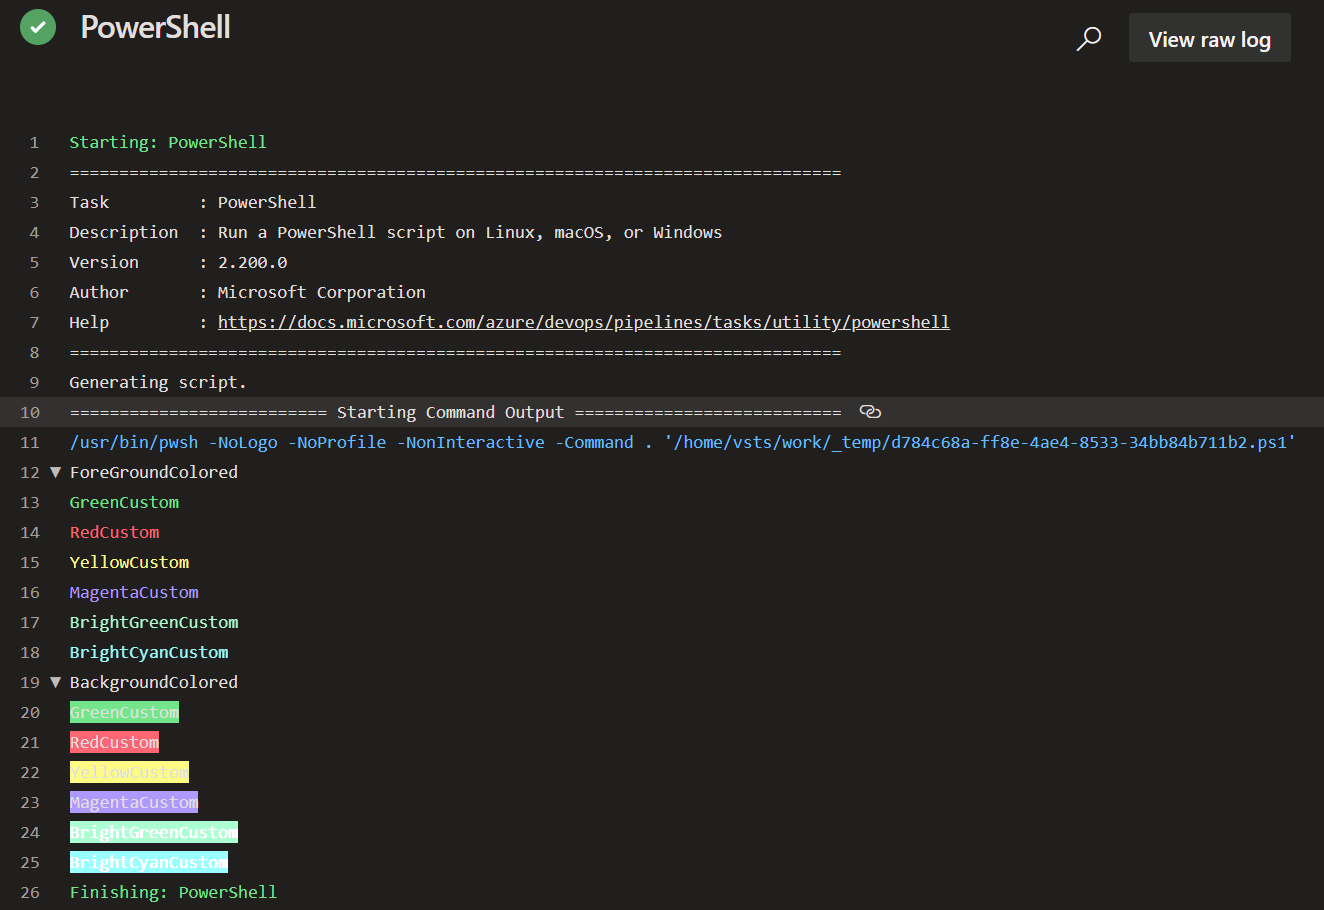 PowerShell
View raw log
1 Starting: PowerShell
2 ==============================================================================
3 Task         : PowerShell
4 Description  : Run a PowerShell script on Linux, macOS, or Windows
5 Version      : 2.200.0
6 Author       : Microsoft Corporation
7 Help         : https://docs.microsoft.com/azure/devops/pipelines/tasks/utility/powershell
8 ==============================================================================
9 Generating script.
10 ========================== Starting Command Output ===========================
11 /usr/bin/pwsh -NoLogo -NoProfile -NonInteractive -Command . '/home/vsts/work/_temp/d784c68a-ff8e-4ae4-8533-34bb84b711b2.ps1'
12 ▼ ForeGroundColored
13 GreenCustom
14 RedCustom
15 YellowCustom
16 MagentaCustom
17 BrightGreenCustom
18 BrightCyanCustom
19 ▼ BackgroundColored
20 GreenCustom
21 RedCustom
22 YellowCustom
23 MagentaCustom
24 BrightGreenCustom
25 BrightCyanCustom
26 Finishing: PowerShell